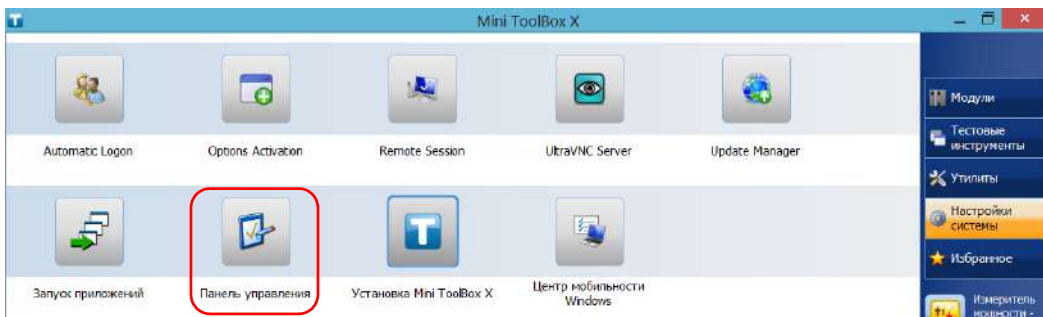 Mini ToolBox X
Automatic Logon
Options Activation
Remote Session
UltraVNC Server
Update Manager
Запуск приложений
Панель управления
Установка Mini ToolBox X
Центр мобильности
Windows
Модули
Тестовые
инструменты
Утилиты
Настройки
системы
Избранное
Измеритель
мощности -